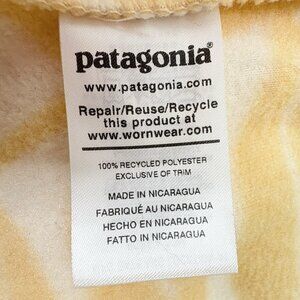 patagonia®
www.patagonia.com
Repair/Reuse/Recycle
this product at
www.wornwear.com
100% RECYCLED POLYESTER
EXCLUSIVE OF TRIM
MADE IN NICARAGUA
FABRIQUÉ AU NICARAGUA
HECHO EN NICARAGUA
FATTO IN NICARAGUA